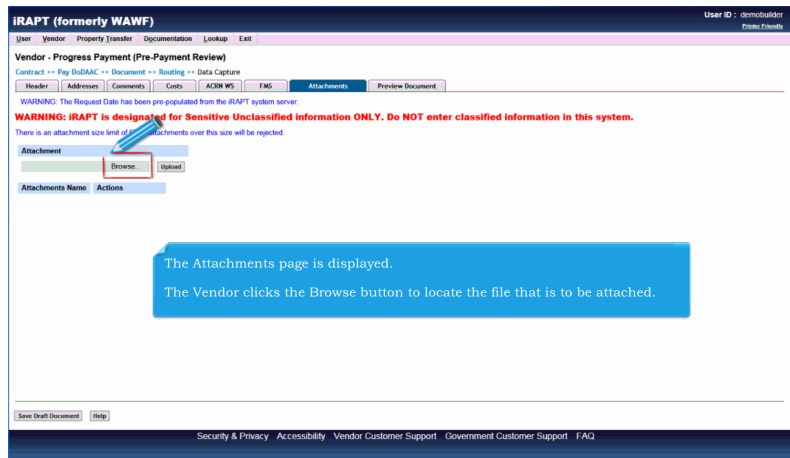 iRAPT (formerly WAWF)
User ID : demobuilder
Printer Friendly
User Vendor Property Transfer Documentation Lookup Exit
Vendor - Progress Payment (Pre-Payment Review)
Contract >> Pay DoDAAC >> Document >> Routing >> Data Capture
Header Addresses Comments Costs ACRN WS FMS Attachments Preview Document
WARNING: The Request Date has been pre-populated from the iRAPT system server.
WARNING: iRAPT is designated for Sensitive Unclassified information ONLY. Do NOT enter classified information in this system.
There is an attachment size limit of attachments over this size will be rejected.
Attachment
Browse... Upload
Attachments Name Actions
The Attachments page is displayed.
The Vendor clicks the Browse button to locate the file that is to be attached.
Save Draft Document Help
Security & Privacy Accessibility Vendor Customer Support Government Customer Support FAQ